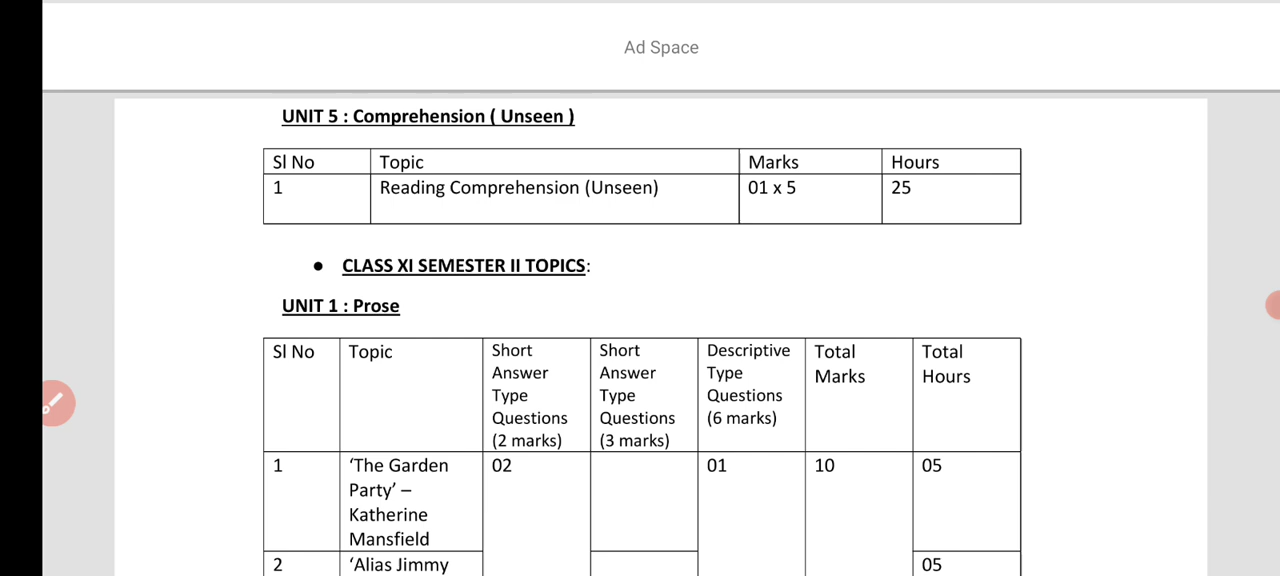 Ad Space
UNIT 5 : Comprehension ( Unseen )
Sl No Topic Marks Hours
1 Reading Comprehension (Unseen) 01 x 5 25
● CLASS XI SEMESTER II TOPICS:
UNIT 1 : Prose
Sl No Topic Short Answer Type Questions (2 marks) Short Answer Type Questions (3 marks) Descriptive Type Questions (6 marks) Total Marks Total Hours
1 ‘The Garden Party’ – Katherine Mansfield 02 01 10 05
2 ‘Alias Jimmy 05